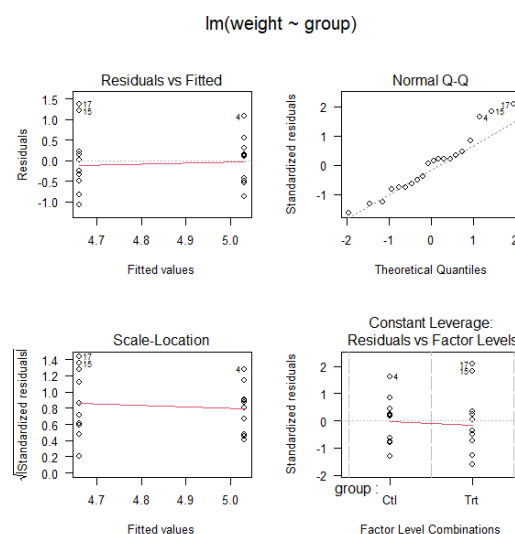 lm(weight ~ group)
Residuals vs Fitted
Residuals
1.5
1.0
0.5
0.0
-0.5
-1.0
17
15
4
4.7 4.8 4.9 5.0
Fitted values
Normal Q-Q
Standardized residuals
2
1
0
-1
17
15
4
-2 -1 0 1 2
Theoretical Quantiles
Scale-Location
√|Standardized residuals|
1.4
1.2
1.0
0.8
0.6
0.4
0.2
0.0
17
15
4
4.7 4.8 4.9 5.0
Fitted values
Constant Leverage:
Residuals vs Factor Levels
Standardized residuals
2
1
0
-1
-2
4
17
15
group :
Ctl Trt
Factor Level Combinations